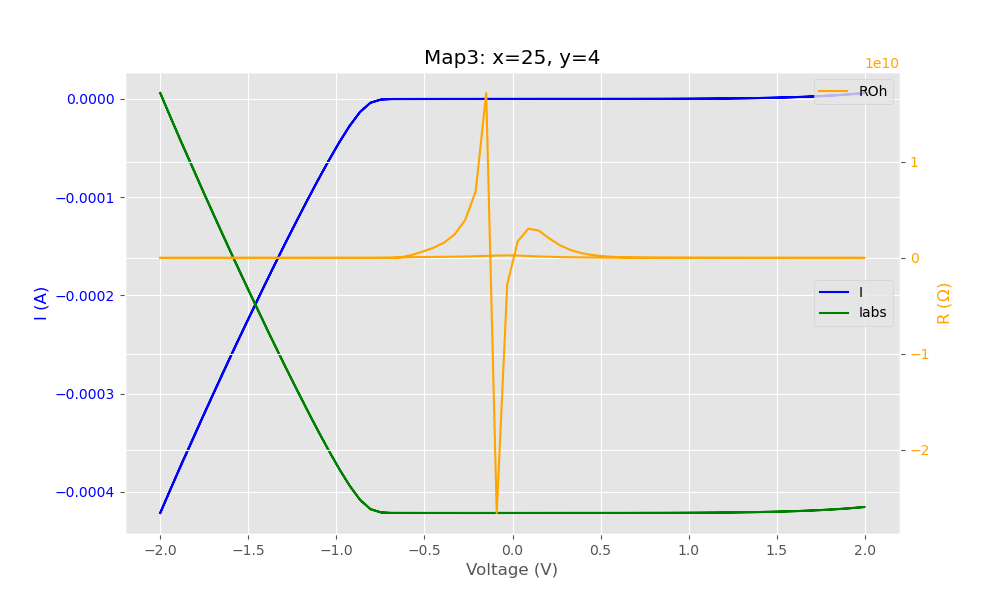 Map3: x=25, y=4
1e10
0.0000
−0.0001
−0.0002
−0.0003
−0.0004
I (A)
ROh
I
Iabs
1
0
−1
−2
R (Ω)
−2.0
−1.5
−1.0
−0.5
0.0
0.5
1.0
1.5
2.0
Voltage (V)